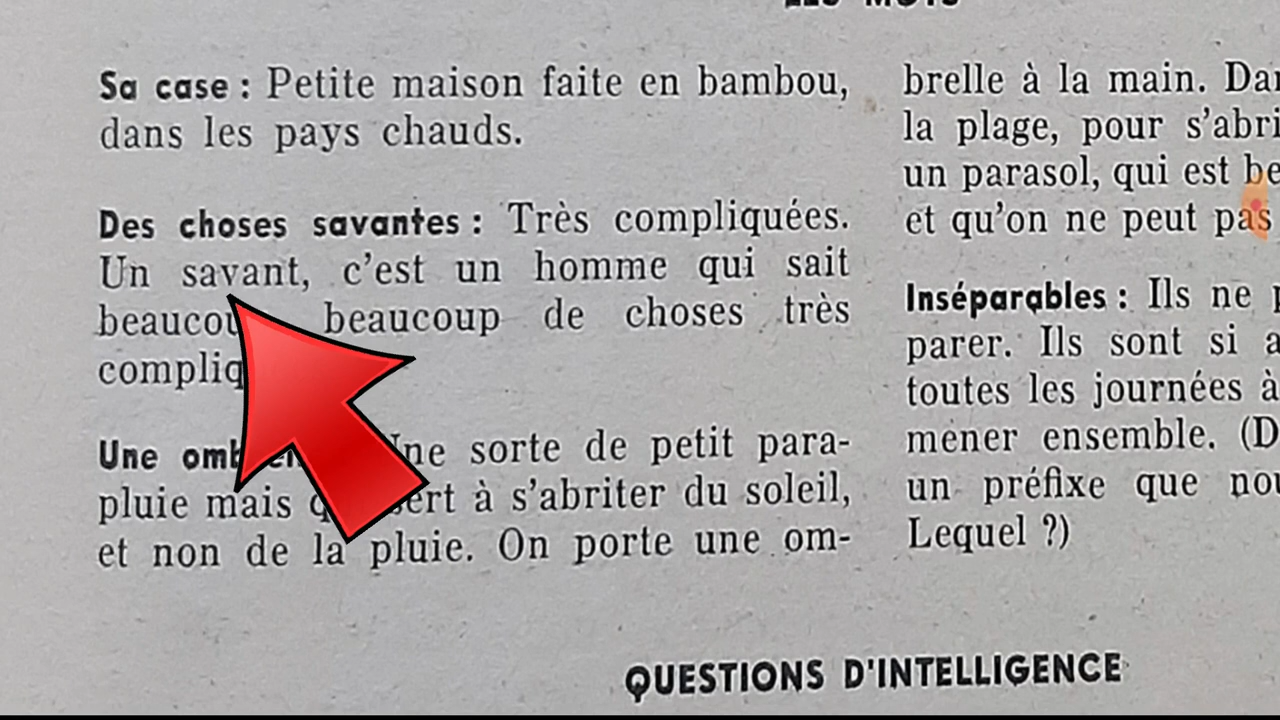 LES MOTS
Sa case : Petite maison faite en bambou,
dans les pays chauds.
Des choses savantes : Très compliquées.
Un savant, c'est un homme qui sait
beaucoup beaucoup de choses très
Une sorte de petit para-
pluie mais sert à s'abriter du soleil,
et non de la pluie. On porte une om-
brelle à la main.
la plage, pour
un parasol, qui est
et qu'on ne peut pas
Inséparables : Ils ne
parer. Ils sont si
toutes les journées à
mener ensemble.
un préfixe que
Lequel ?)
QUESTIONS D'INTELLIGENCE